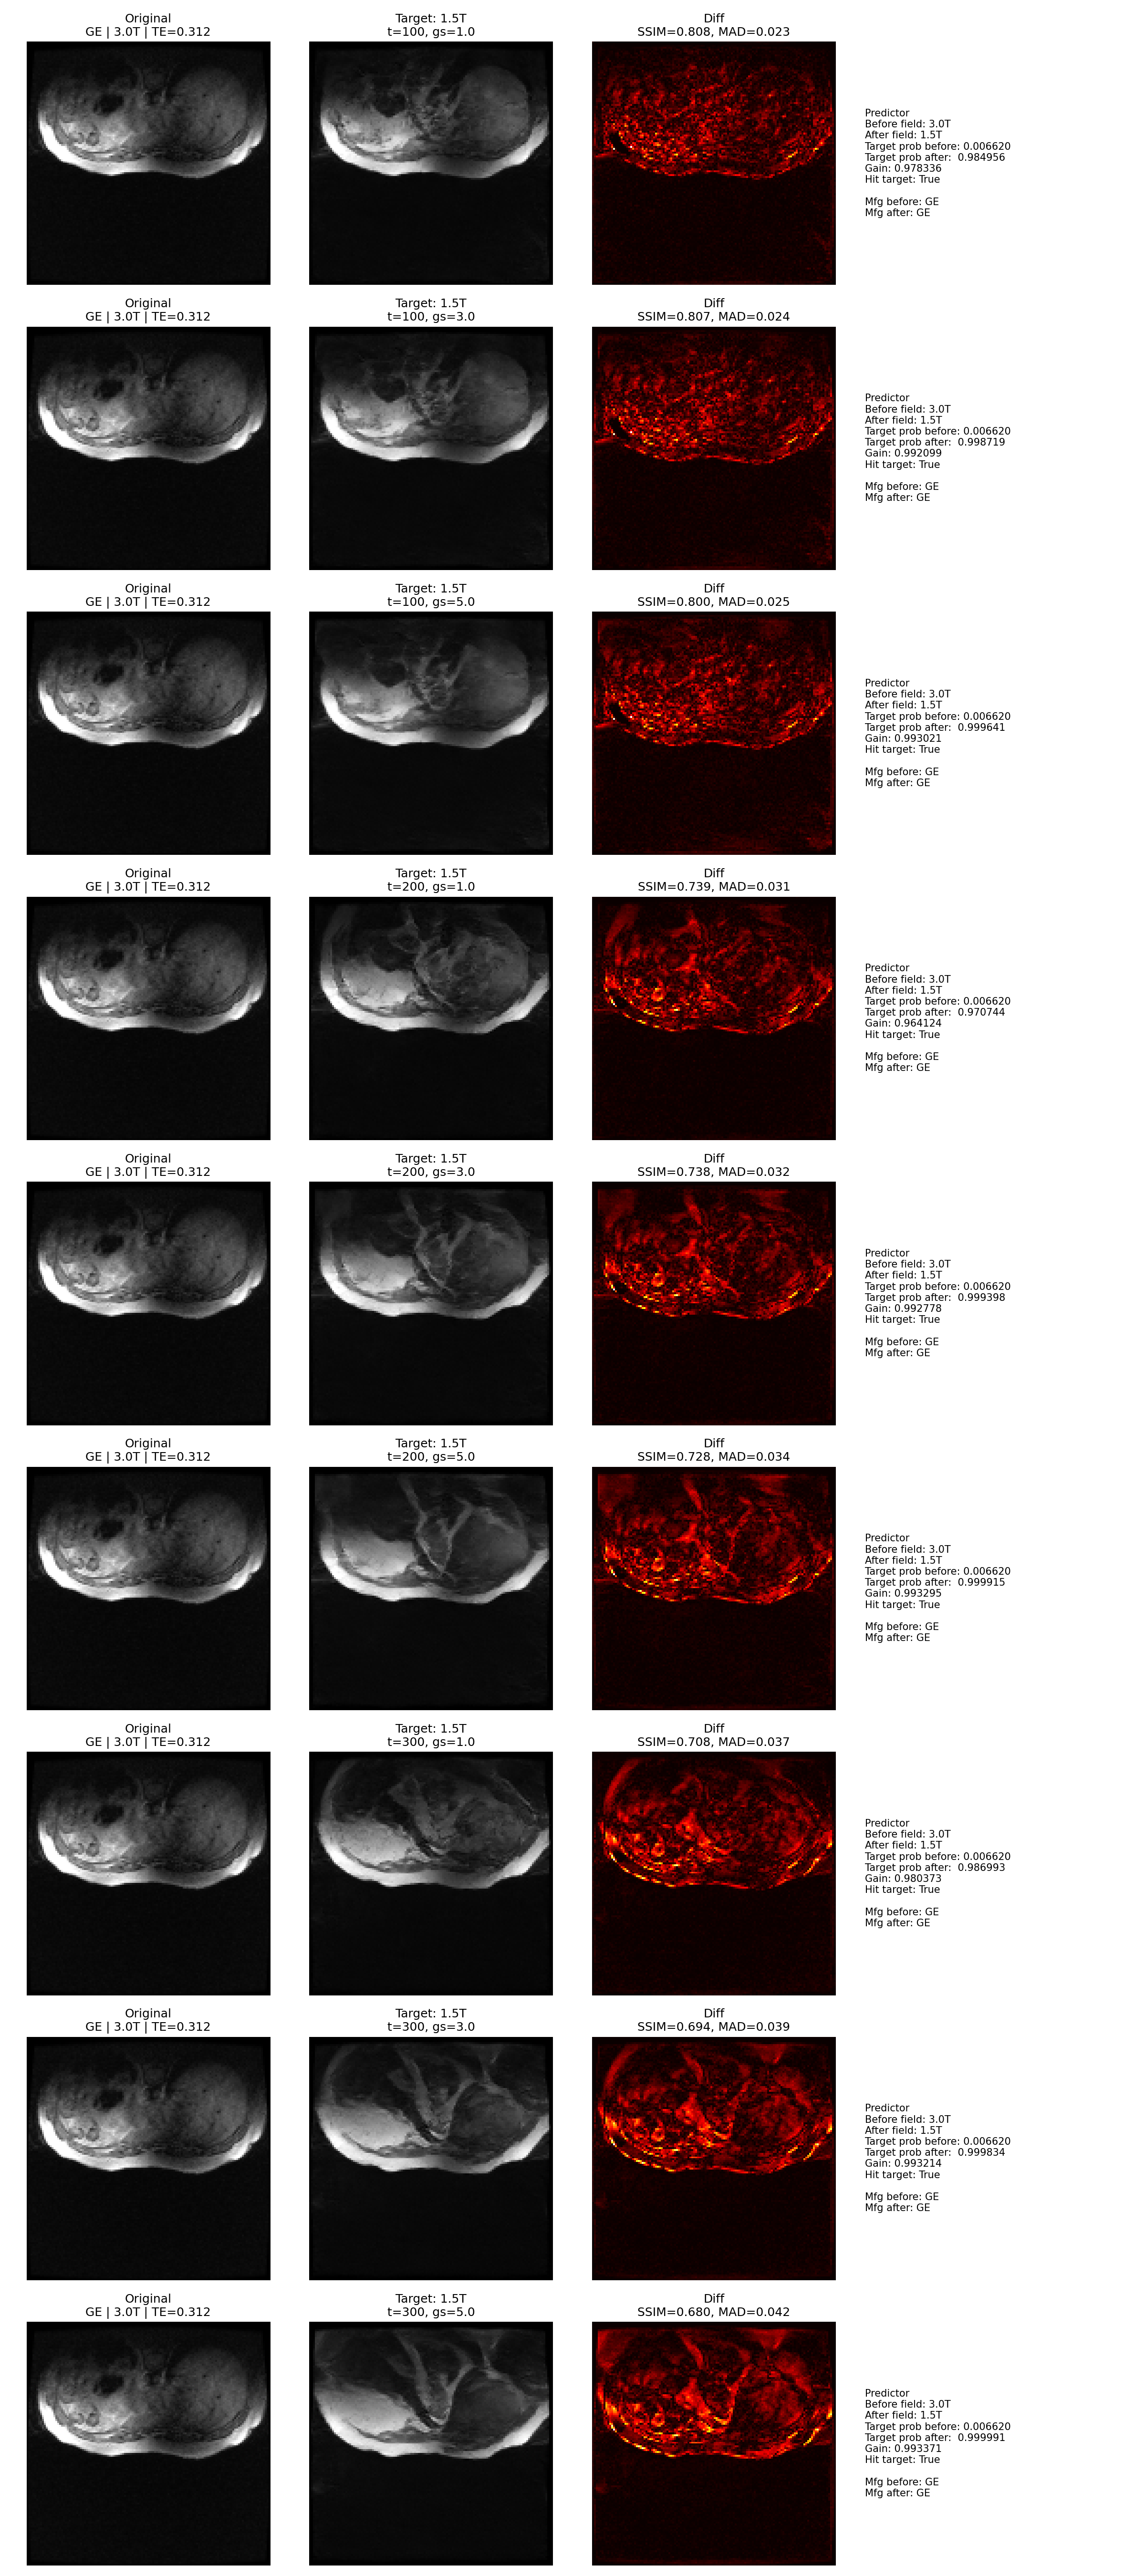 Original
GE | 3.0T | TE=0.312
Target: 1.5T
t=100, gs=1.0
Diff
SSIM=0.808, MAD=0.023
Predictor
Before field: 3.0T
After field: 1.5T
Target prob before: 0.006620
Target prob after:  0.984956
Gain: 0.978336
Hit target: True
Mfg before: GE
Mfg after: GE
Original
GE | 3.0T | TE=0.312
Target: 1.5T
t=100, gs=3.0
Diff
SSIM=0.807, MAD=0.024
Predictor
Before field: 3.0T
After field: 1.5T
Target prob before: 0.006620
Target prob after:  0.998719
Gain: 0.992099
Hit target: True
Mfg before: GE
Mfg after: GE
Original
GE | 3.0T | TE=0.312
Target: 1.5T
t=100, gs=5.0
Diff
SSIM=0.800, MAD=0.025
Predictor
Before field: 3.0T
After field: 1.5T
Target prob before: 0.006620
Target prob after:  0.999641
Gain: 0.993021
Hit target: True
Mfg before: GE
Mfg after: GE
Original
GE | 3.0T | TE=0.312
Target: 1.5T
t=200, gs=1.0
Diff
SSIM=0.739, MAD=0.031
Predictor
Before field: 3.0T
After field: 1.5T
Target prob before: 0.006620
Target prob after:  0.970744
Gain: 0.964124
Hit target: True
Mfg before: GE
Mfg after: GE
Original
GE | 3.0T | TE=0.312
Target: 1.5T
t=200, gs=3.0
Diff
SSIM=0.738, MAD=0.032
Predictor
Before field: 3.0T
After field: 1.5T
Target prob before: 0.006620
Target prob after:  0.999398
Gain: 0.992778
Hit target: True
Mfg before: GE
Mfg after: GE
Original
GE | 3.0T | TE=0.312
Target: 1.5T
t=200, gs=5.0
Diff
SSIM=0.728, MAD=0.034
Predictor
Before field: 3.0T
After field: 1.5T
Target prob before: 0.006620
Target prob after:  0.999915
Gain: 0.993295
Hit target: True
Mfg before: GE
Mfg after: GE
Original
GE | 3.0T | TE=0.312
Target: 1.5T
t=300, gs=1.0
Diff
SSIM=0.708, MAD=0.037
Predictor
Before field: 3.0T
After field: 1.5T
Target prob before: 0.006620
Target prob after:  0.986993
Gain: 0.980373
Hit target: True
Mfg before: GE
Mfg after: GE
Original
GE | 3.0T | TE=0.312
Target: 1.5T
t=300, gs=3.0
Diff
SSIM=0.694, MAD=0.039
Predictor
Before field: 3.0T
After field: 1.5T
Target prob before: 0.006620
Target prob after:  0.999834
Gain: 0.993214
Hit target: True
Mfg before: GE
Mfg after: GE
Original
GE | 3.0T | TE=0.312
Target: 1.5T
t=300, gs=5.0
Diff
SSIM=0.680, MAD=0.042
Predictor
Before field: 3.0T
After field: 1.5T
Target prob before: 0.006620
Target prob after:  0.999991
Gain: 0.993371
Hit target: True
Mfg before: GE
Mfg after: GE